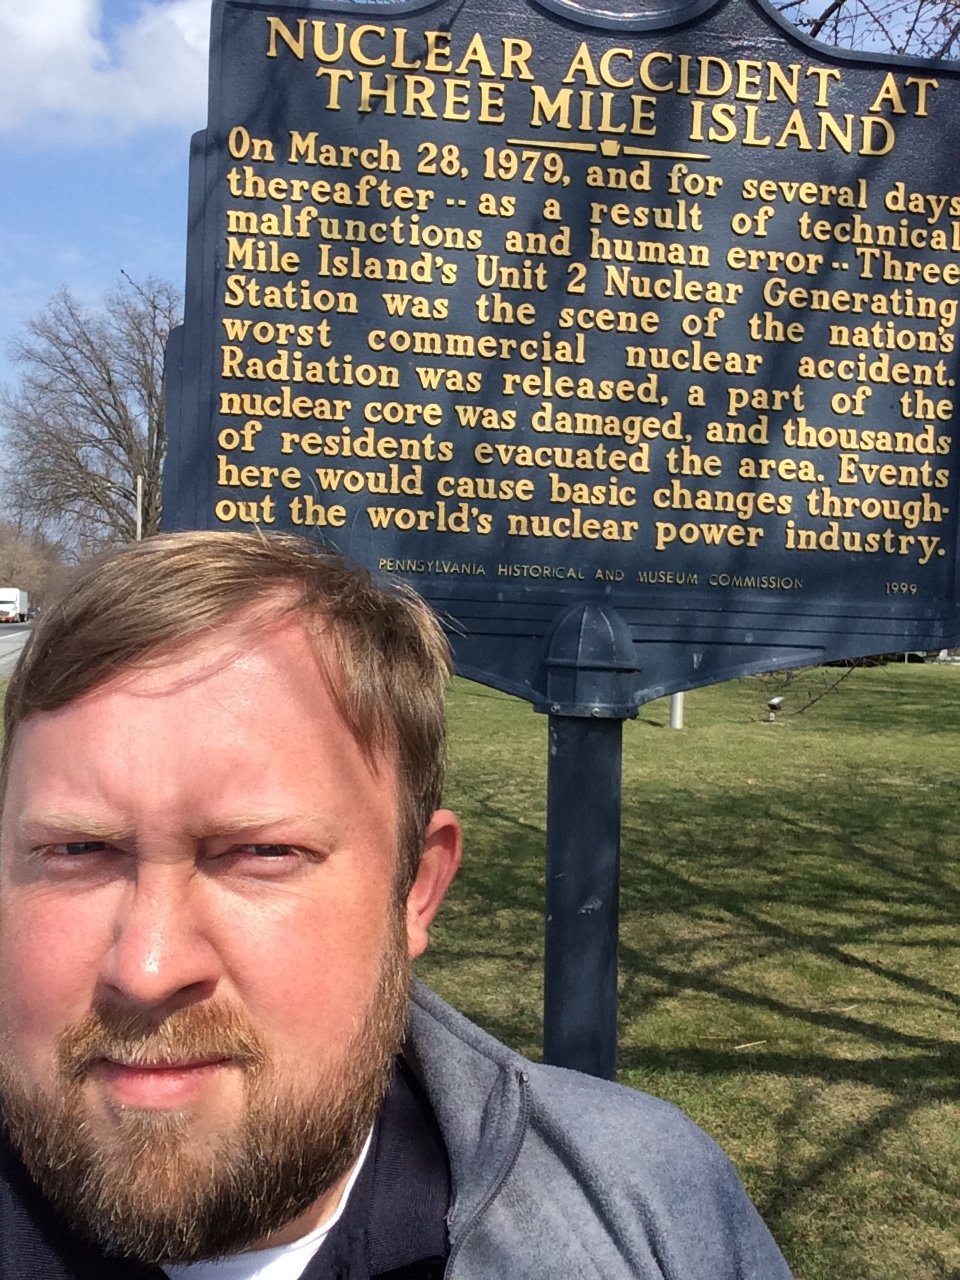 NUCLEAR ACCIDENT AT
THREE MILE ISLAND
On March 28, 1979, and for several days
thereafter -- as a result of technical
malfunctions and human error -- Three
Mile Island's Unit 2 Nuclear Generating
Station was the scene of the nation's
worst commercial nuclear accident.
Radiation was released, a part of the
nuclear core was damaged, and thousands
of residents evacuated the area. Events
here would cause basic changes through-
out the world's nuclear power industry.
PENNSYLVANIA HISTORICAL AND MUSEUM COMMISSION 1999